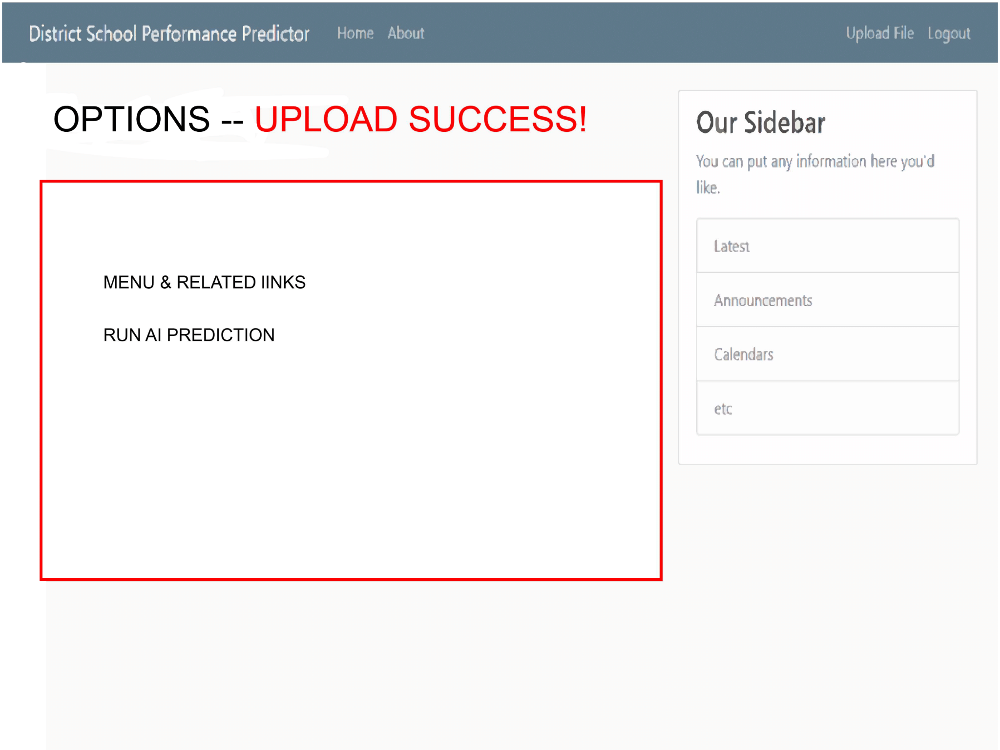 District School Performance Predictor Home About Upload File Logout
OPTIONS -- UPLOAD SUCCESS!
MENU & RELATED lINKS
RUN AI PREDICTION
Our Sidebar
You can put any information here you'd
like.
Latest
Announcements
Calendars
etc